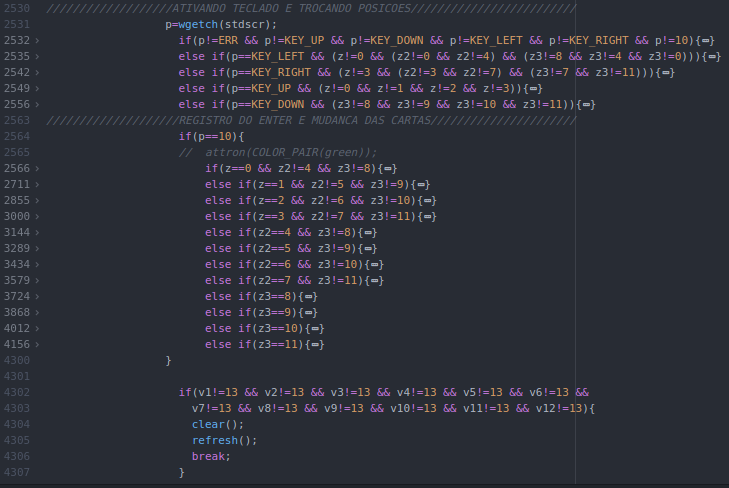 2530 ///////////////////ATIVANDO TECLADO E TROCANDO POSICOES/////////////////////////
2531 p=wgetch(stdscr);
2532 › if(p!=ERR && p!=KEY_UP && p!=KEY_DOWN && p!=KEY_LEFT && p!=KEY_RIGHT && p!=10){⋯}
2535 › else if(p==KEY_LEFT && (z!=0 && (z2!=0 && z2!=4) && (z3!=8 && z3!=4 && z3!=0))){⋯}
2542 › else if(p==KEY_RIGHT && (z!=3 && (z2!=3 && z2!=7) && (z3!=7 && z3!=11))){⋯}
2549 › else if(p==KEY_UP && (z!=0 && z!=1 && z!=2 && z!=3)){⋯}
2556 › else if(p==KEY_DOWN && (z3!=8 && z3!=9 && z3!=10 && z3!=11)){⋯}
2563 ////////////////////REGISTRO DO ENTER E MUDANCA DAS CARTAS//////////////////////
2564 if(p==10){
2565 //  attron(COLOR_PAIR(green));
2566 › if(z==0 && z2!=4 && z3!=8){⋯}
2711 › else if(z==1 && z2!=5 && z3!=9){⋯}
2855 › else if(z==2 && z2!=6 && z3!=10){⋯}
3000 › else if(z==3 && z2!=7 && z3!=11){⋯}
3144 › else if(z2==4 && z3!=8){⋯}
3289 › else if(z2==5 && z3!=9){⋯}
3434 › else if(z2==6 && z3!=10){⋯}
3579 › else if(z2==7 && z3!=11){⋯}
3724 › else if(z3==8){⋯}
3868 › else if(z3==9){⋯}
4012 › else if(z3==10){⋯}
4156 › else if(z3==11){⋯}
4300 }
4301
4302 if(v1!=13 && v2!=13 && v3!=13 && v4!=13 && v5!=13 && v6!=13 &&
4303 v7!=13 && v8!=13 && v9!=13 && v10!=13 && v11!=13 && v12!=13){
4304 clear();
4305 refresh();
4306 break;
4307 }